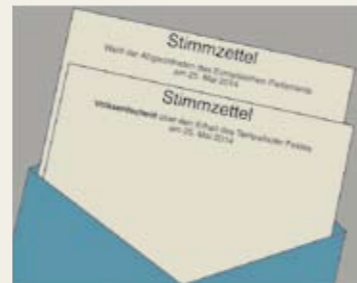 Stimmzettel
Wahl der Abgeordneten des Europäischen Parlaments
am 25. Mai 2014
Stimmzettel
Volksentscheid über den Erhalt des Tempelhofer Feldes
am 25. Mai 2014